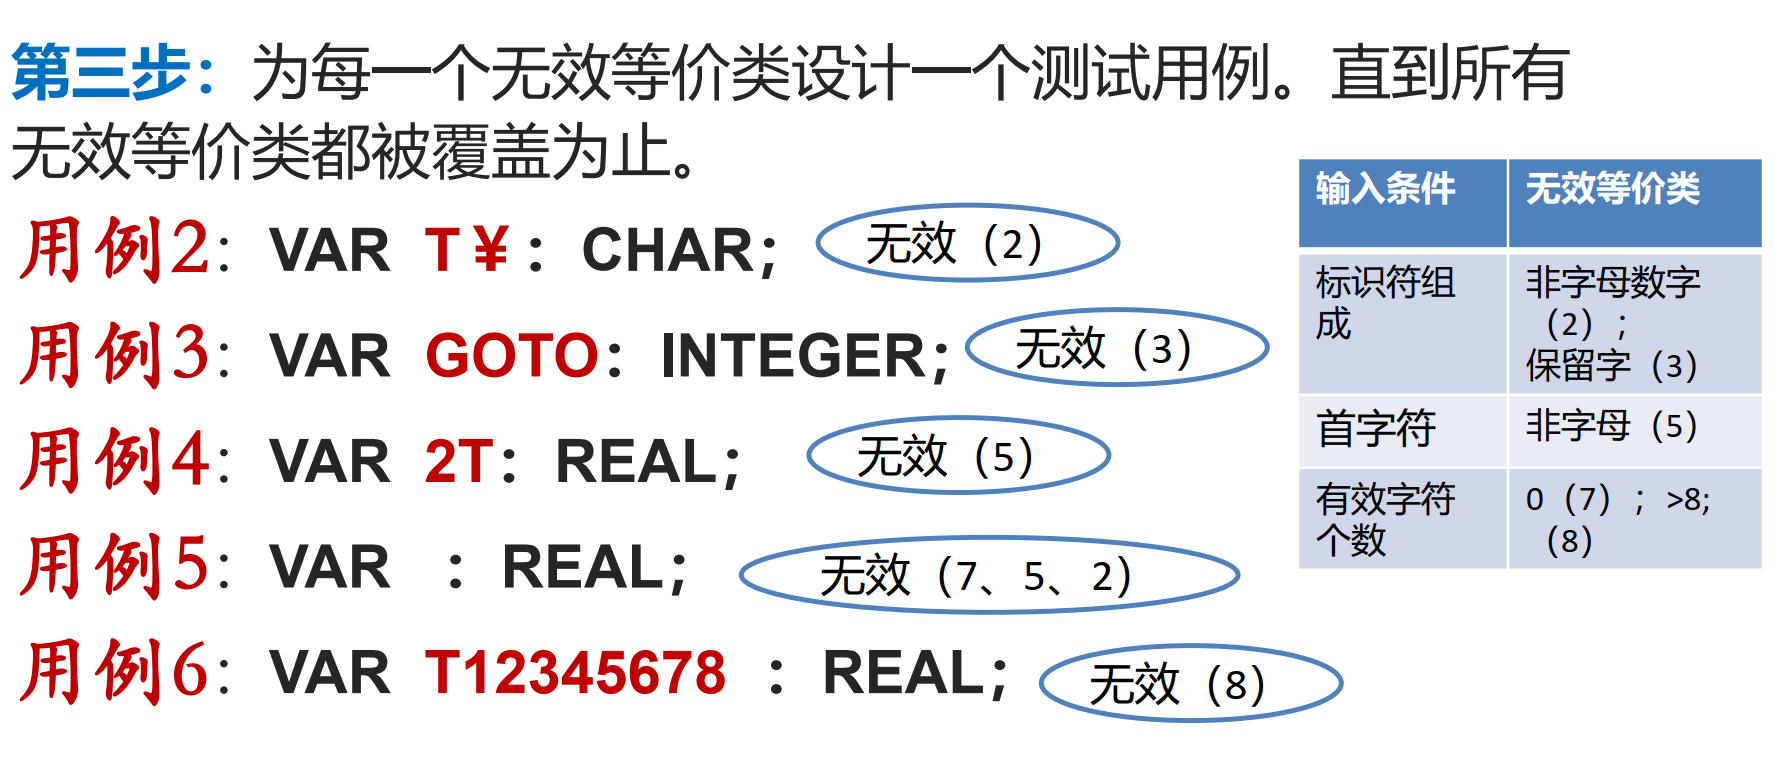 第三步：为每一个无效等价类设计一个测试用例。直到所有
无效等价类都被覆盖为止。
用例2：VAR T￥：CHAR； 无效（2）
用例3：VAR GOTO：INTEGER； 无效（3）
用例4：VAR 2T：REAL； 无效（5）
用例5：VAR ：REAL； 无效（7、5、2）
用例6：VAR T12345678 ：REAL； 无效（8）
输入条件 无效等价类
标识符组 非字母数字
成 （2）；
保留字（3）
首字符 非字母（5）
有效字符 0（7）；>8;
个数 （8）